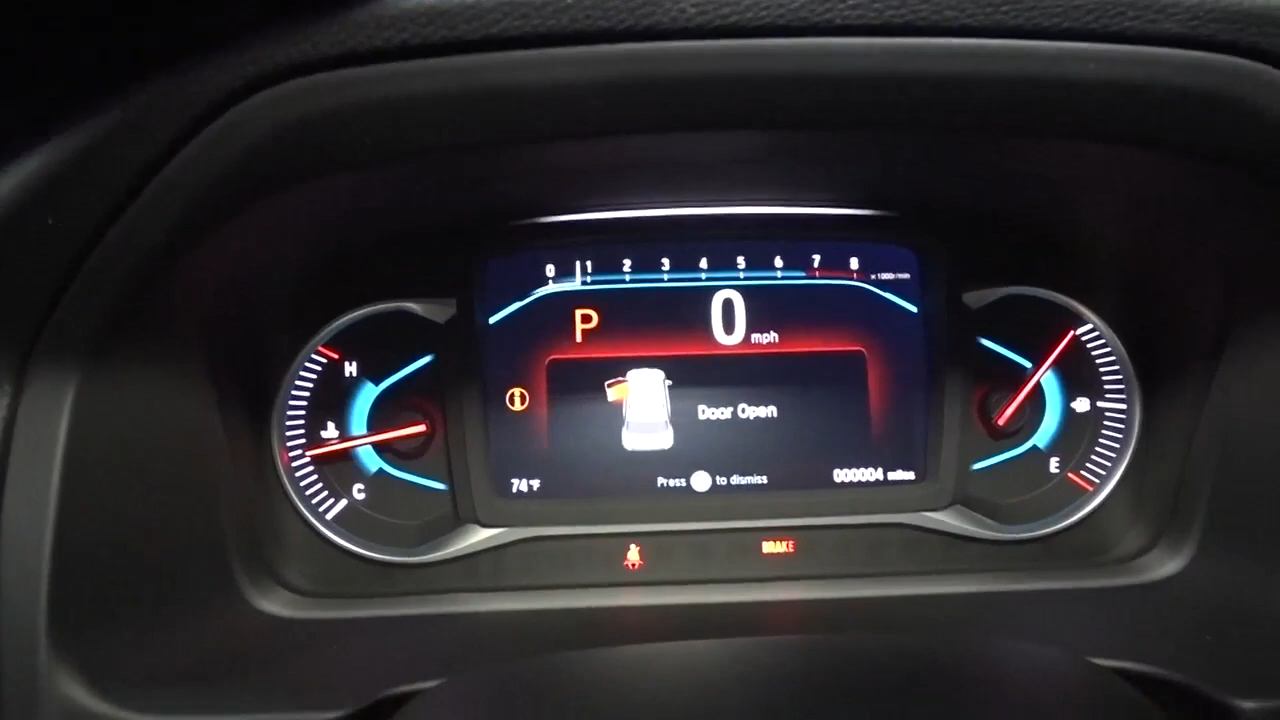 0 1 2 3 4 5 6 7 8 ×1000r/min
P 0 mph
H
Door Open
E
C
74°F Press to dismiss 000004 miles
BRAKE